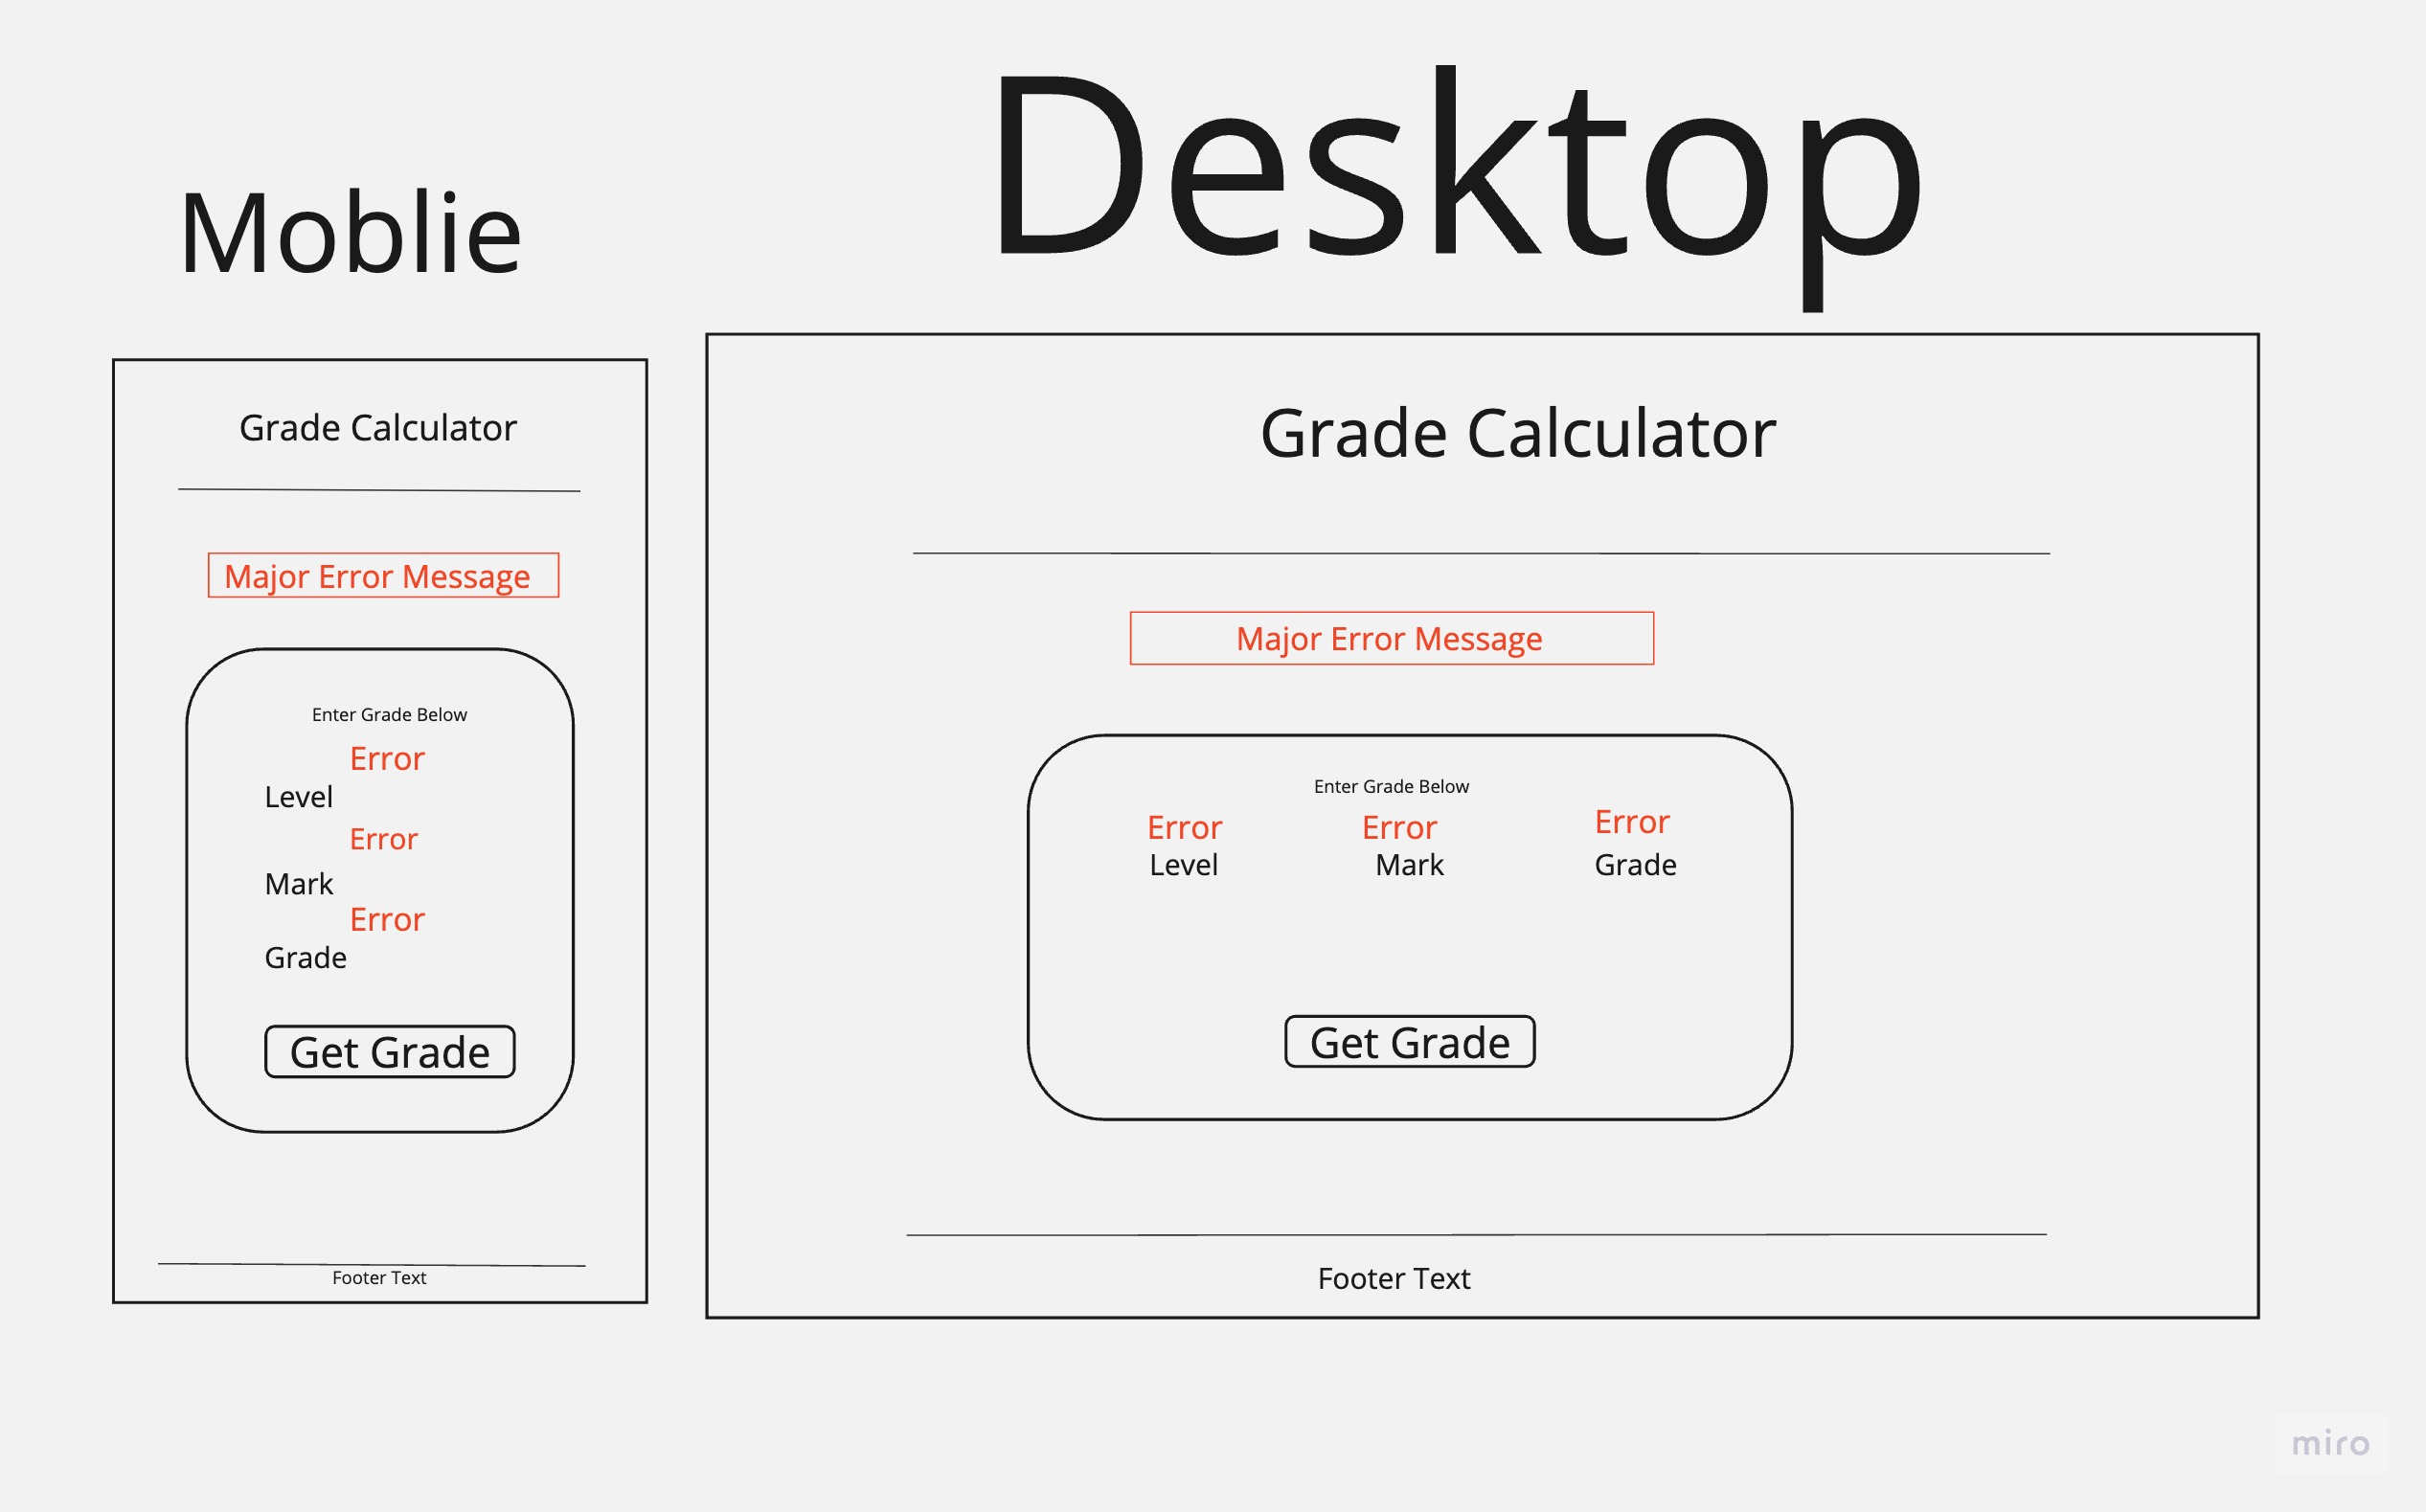 Moblie
Grade Calculator
Major Error Message
Enter Grade Below
Error
Level
Error
Mark
Error
Grade
Get Grade
Footer Text
Desktop
Grade Calculator
Major Error Message
Enter Grade Below
Error Error Error
Level Mark Grade
Get Grade
Footer Text
miro